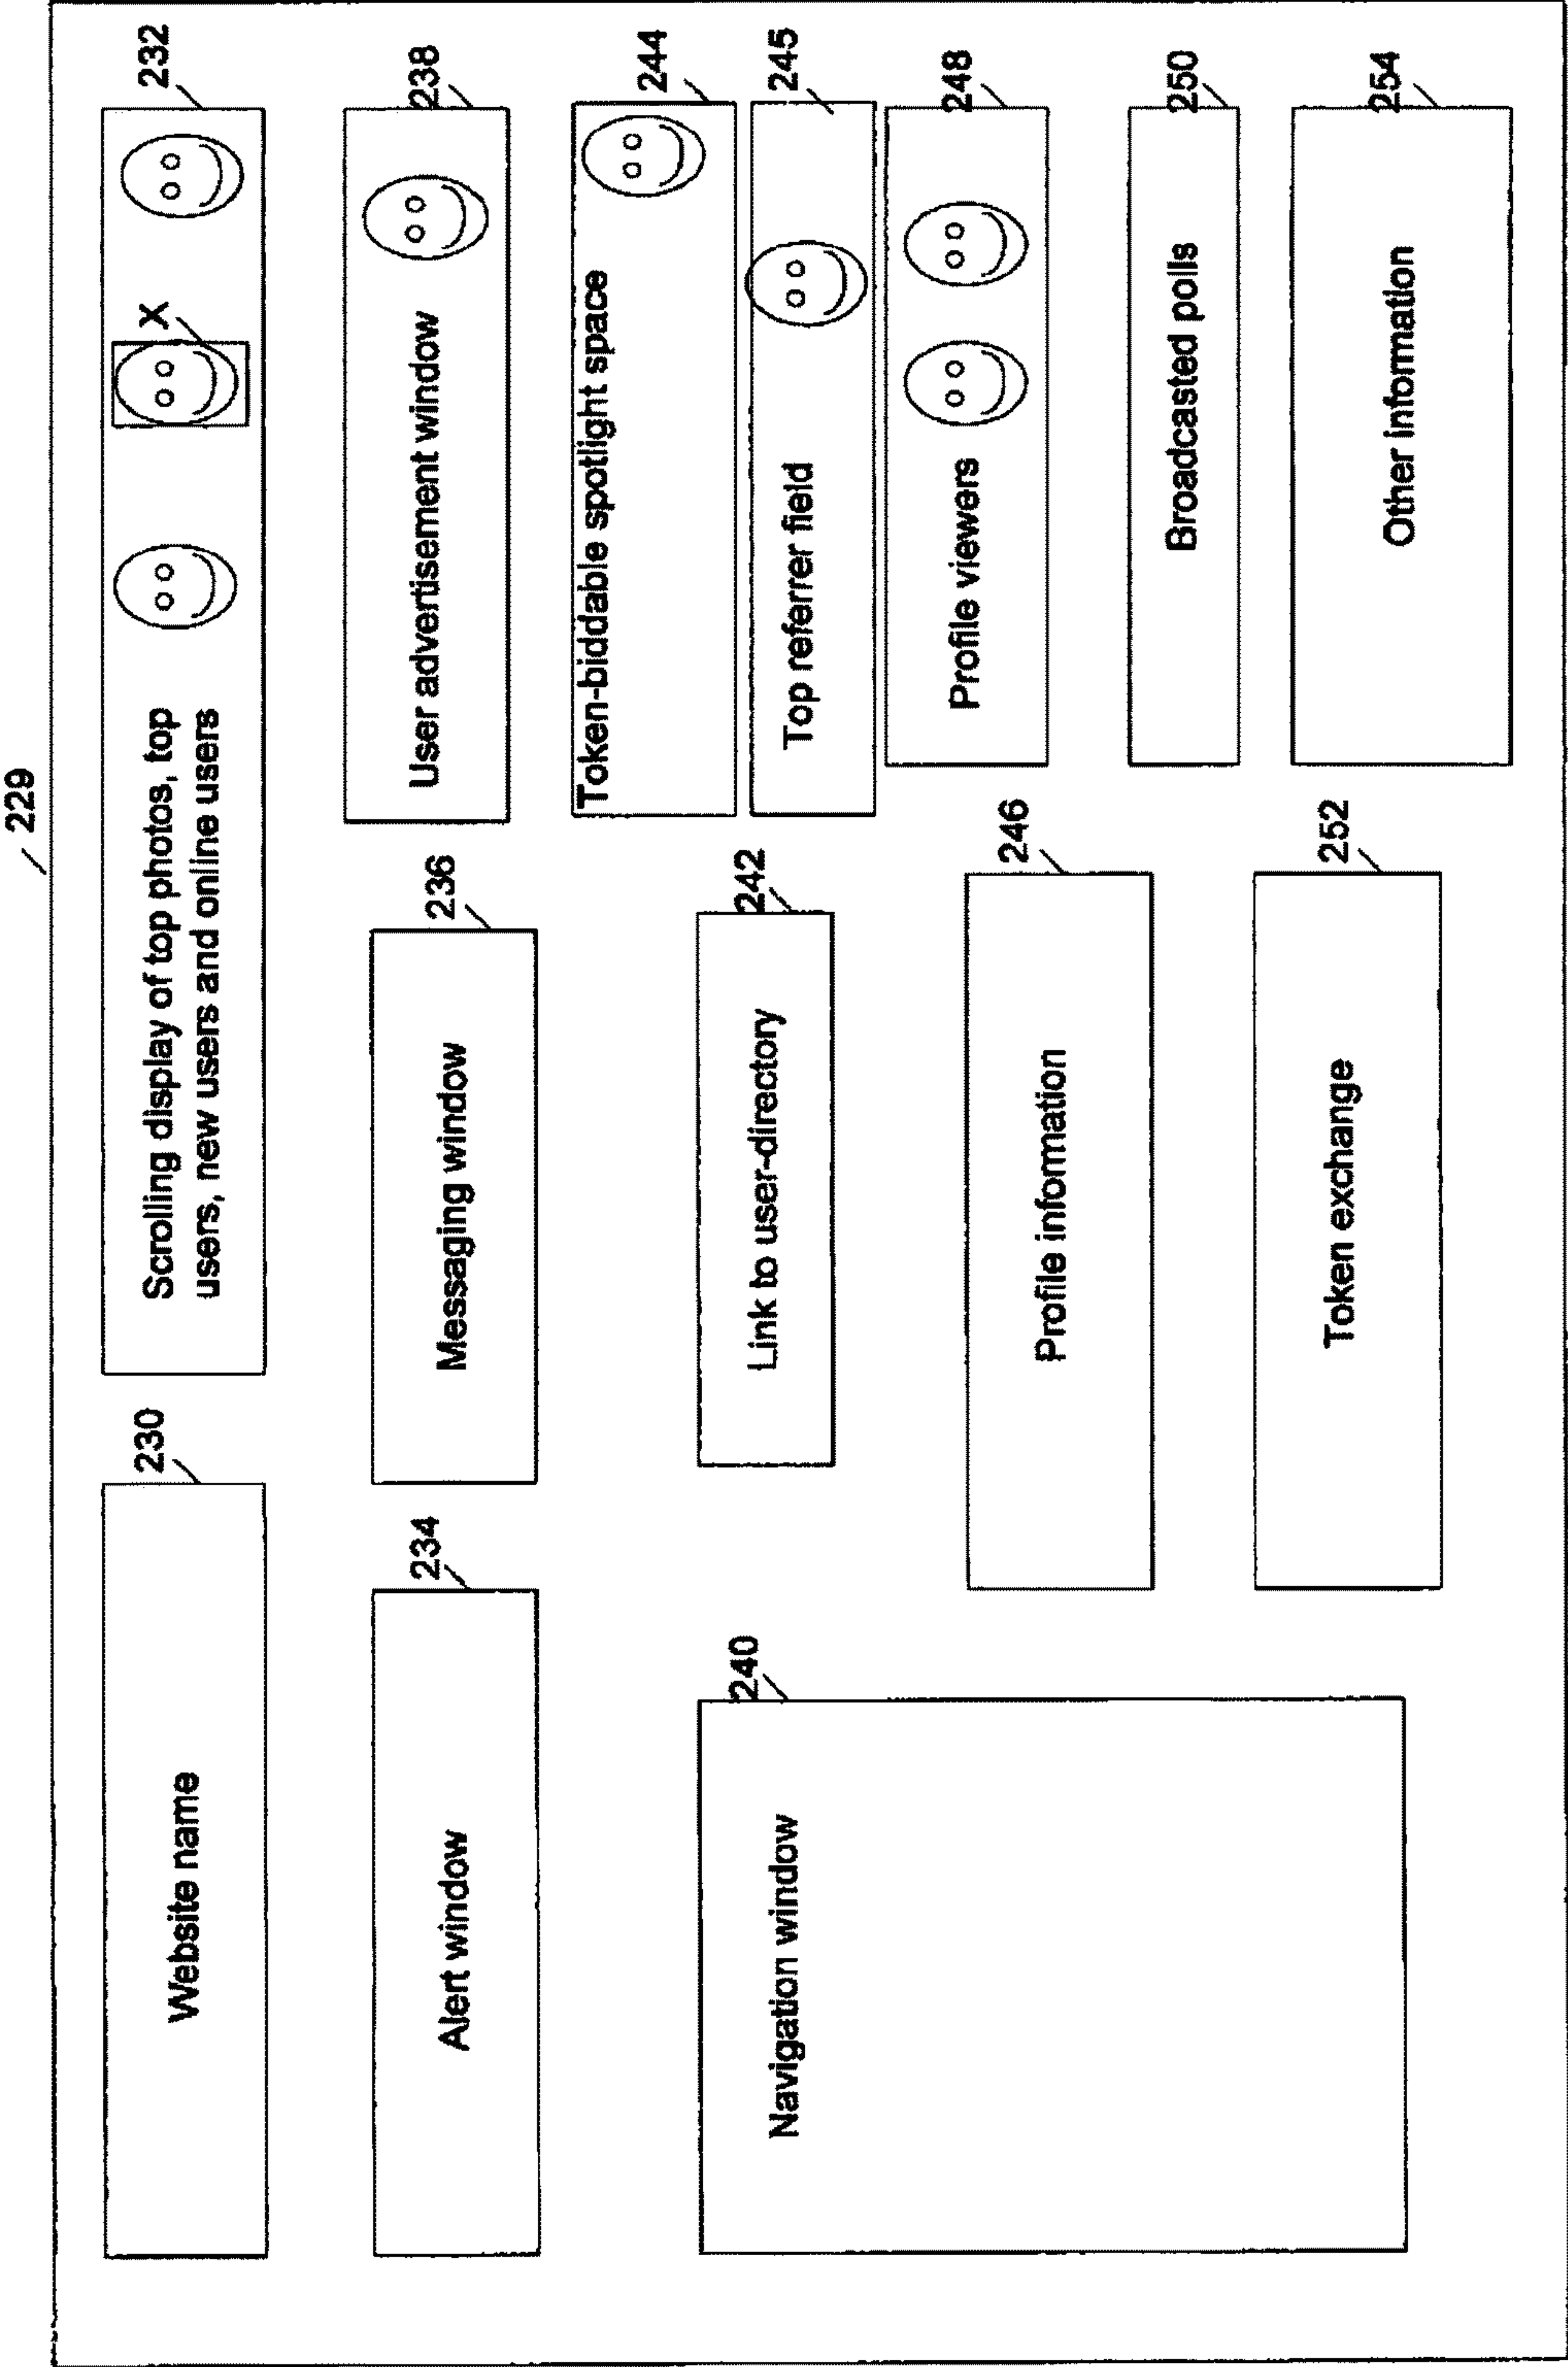 229
230
Website name
232
Scrolling display of top photos, top
users, new users and online users
X
234
Alert window
236
Messaging window
238
User advertisement window
240
Navigation window
242
Link to user-directory
244
Token-biddable spotlight space
245
Top referrer field
246
Profile information
248
Profile viewers
250
Broadcasted polls
252
Token exchange
254
Other information